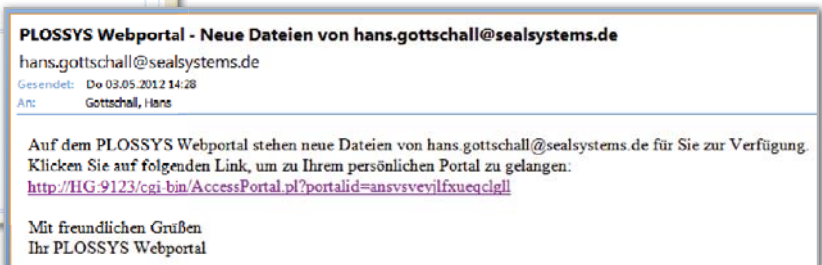 PLOSSYS Webportal - Neue Dateien von hans.gottschall@sealsystems.de
hans.gottschall@sealsystems.de
Gesendet: Do 03.05.2012 14:28
An: Gottschall, Hans
Auf dem PLOSSYS Webportal stehen neue Dateien von hans.gottschall@sealsystems.de für Sie zur Verfügung.
Klicken Sie auf folgenden Link, um zu Ihrem persönlichen Portal zu gelangen:
http://HG:9123/cgi-bin/AccessPortal.pl?portalid=ansvsvevjlfxueqclgll
Mit freundlichen Grüßen
Ihr PLOSSYS Webportal